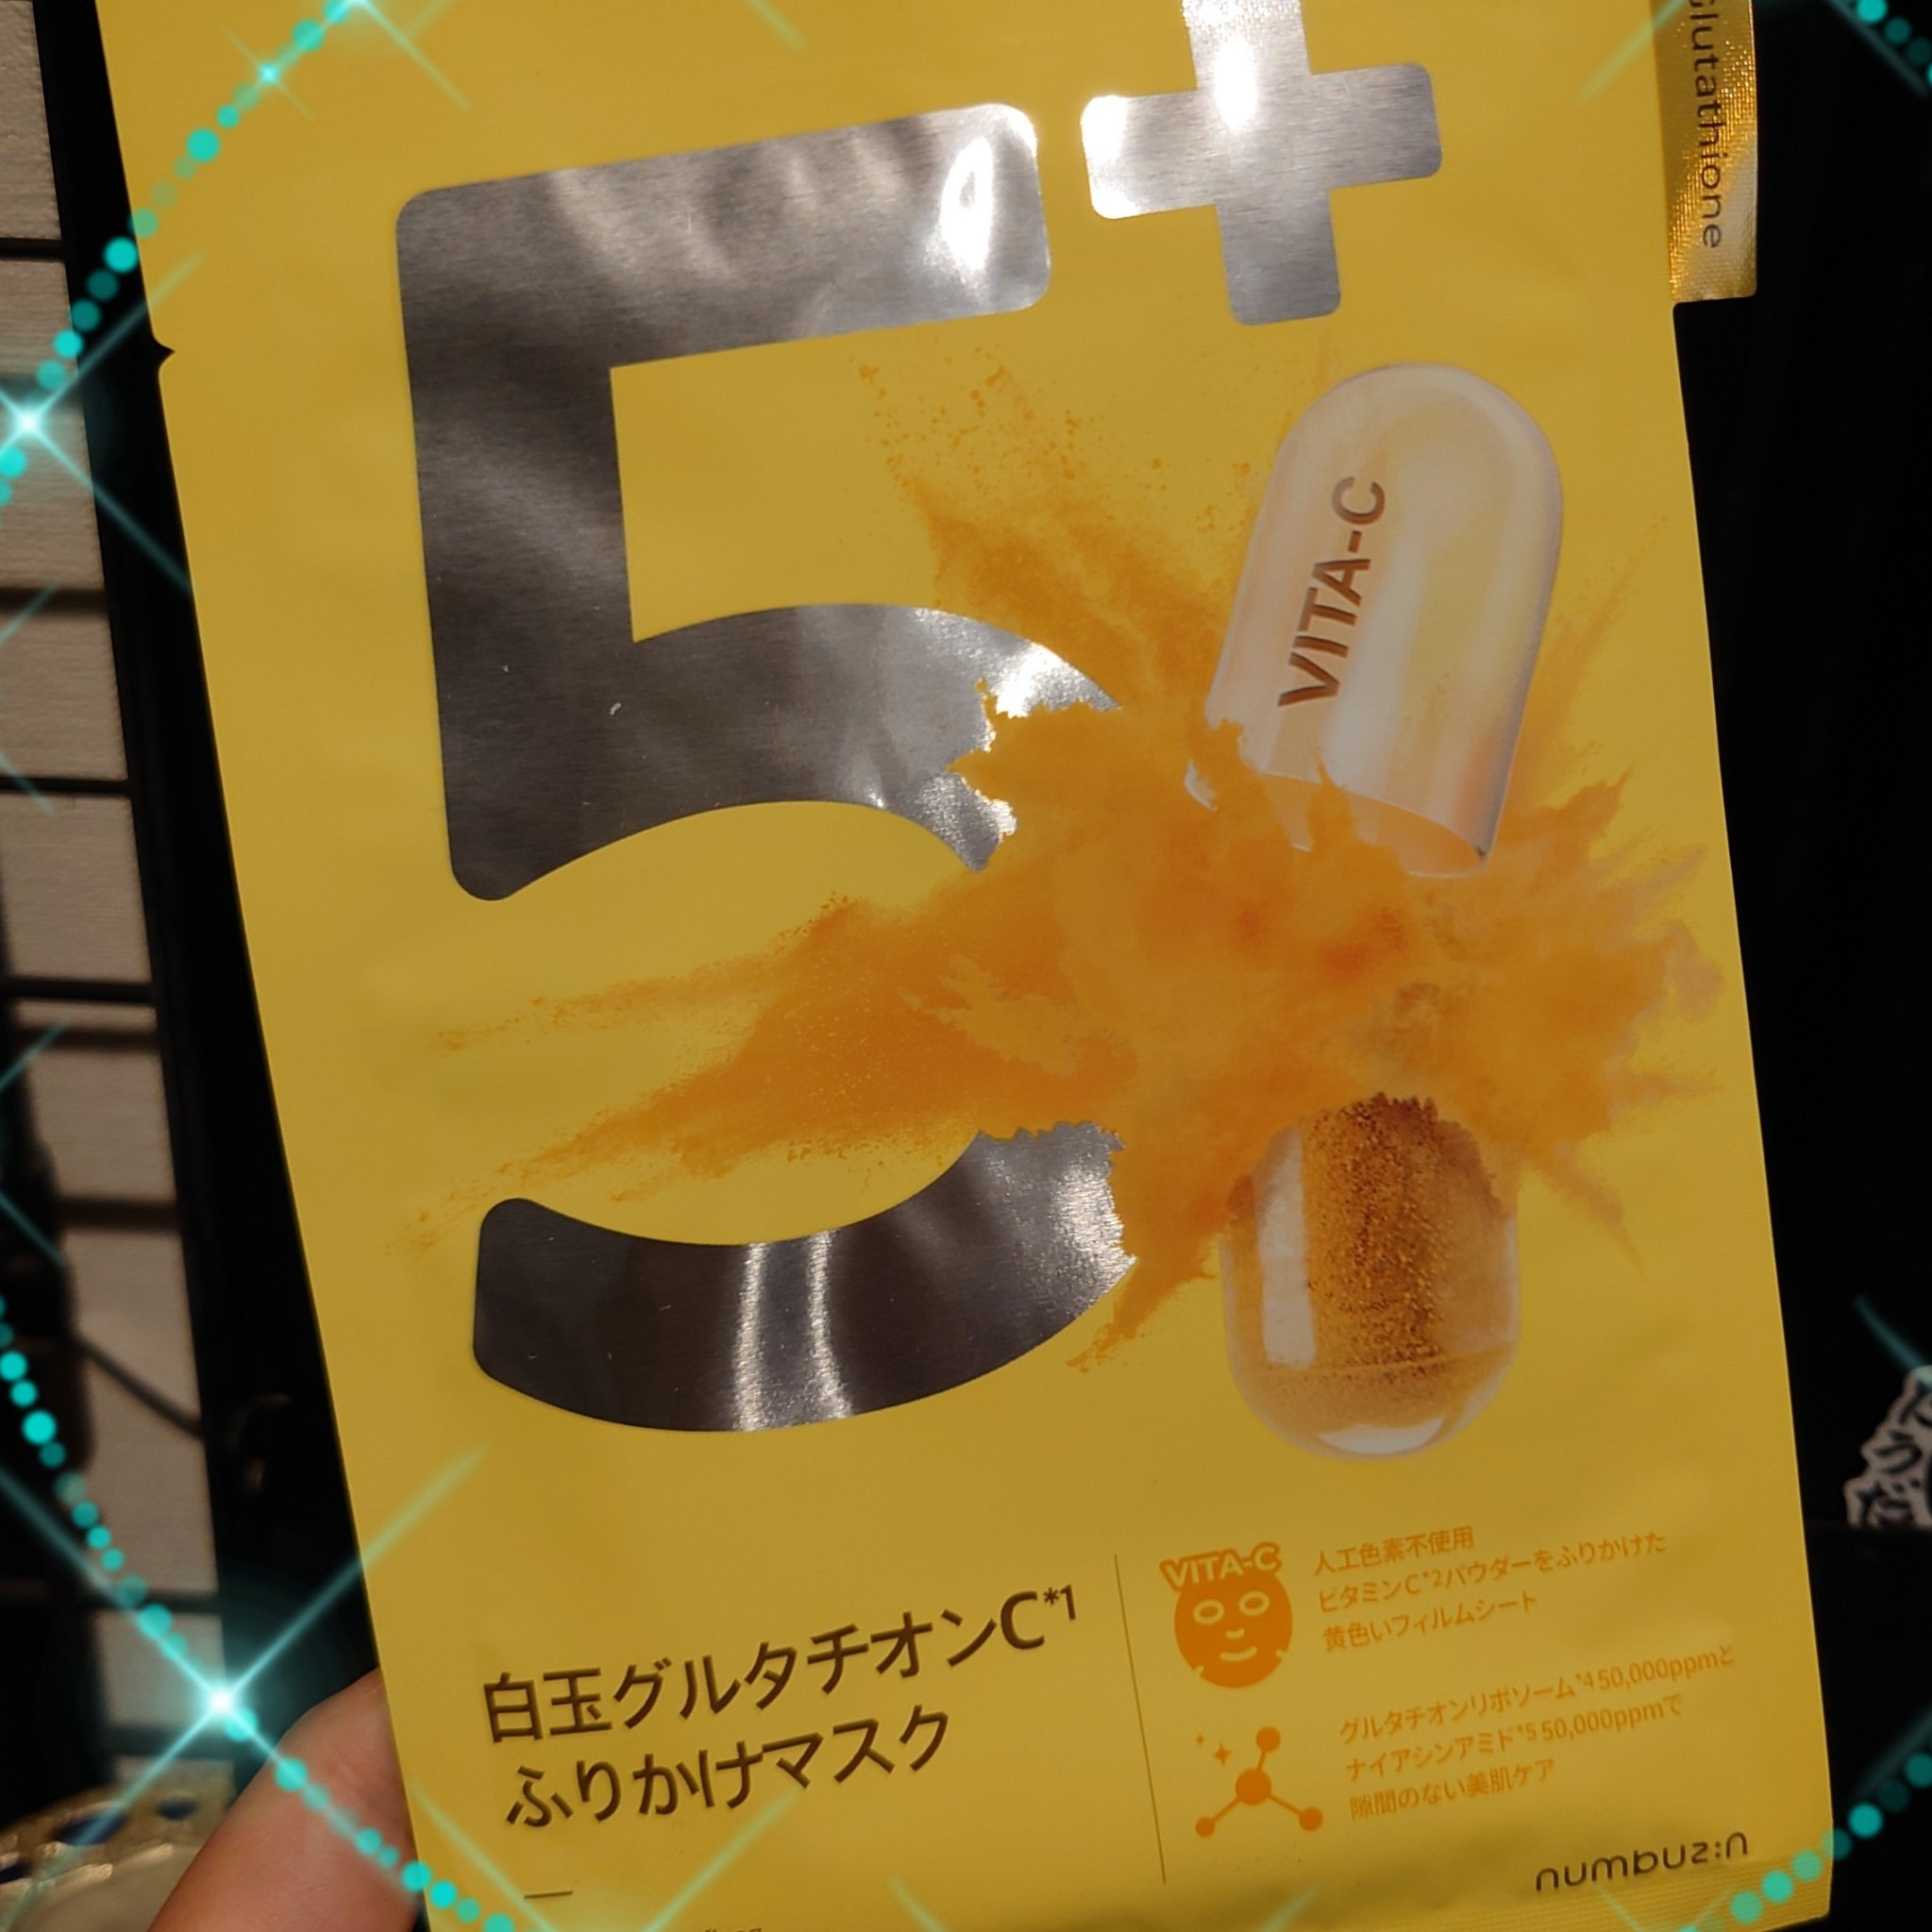 Glutathione
5+
VITA-C
白玉グルタチオンC*1
ふりかけマスク
VITA-C
人工色素不使用
ビタミンC*2パウダーをふりかけた
黄色いフィルムシート
グルタチオンリポソーム*4 50,000ppmと
ナイアシンアミド*5 50,000ppmで
隙間のない美肌ケア
numbuz:n